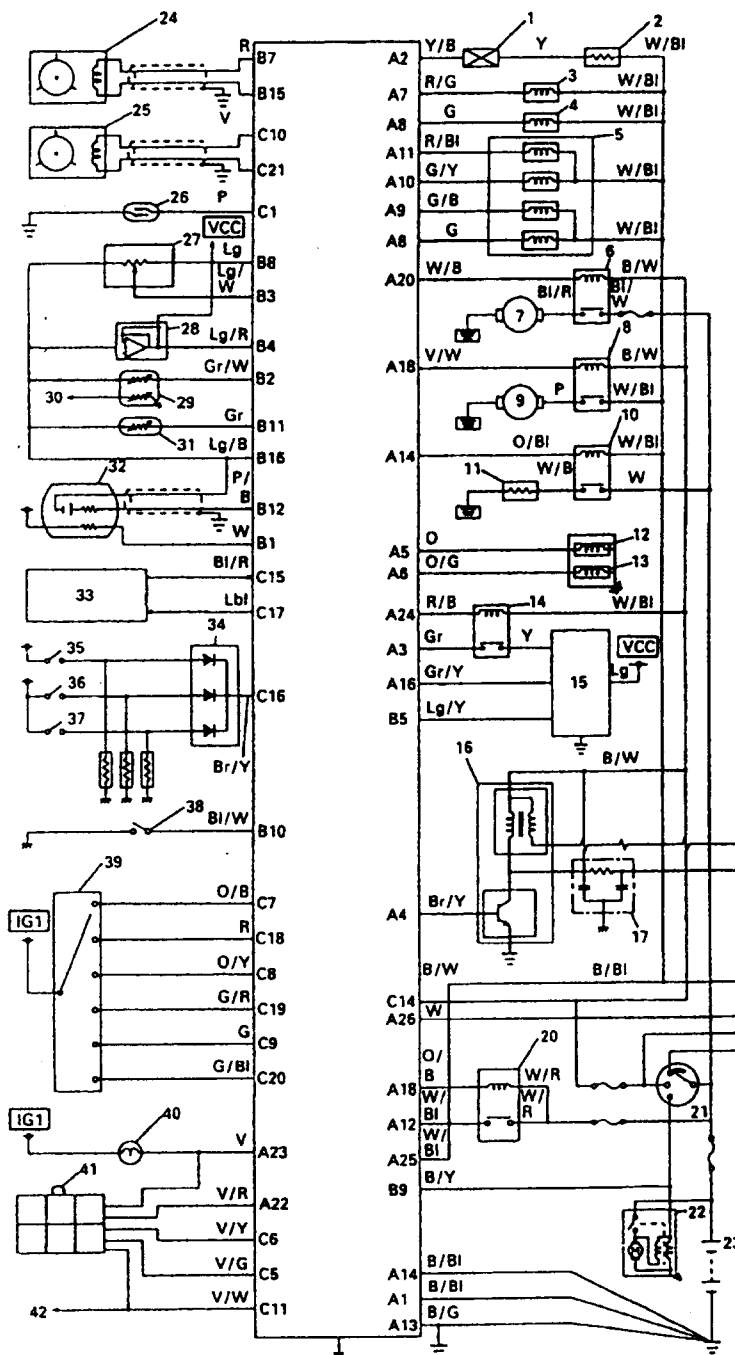 24
R
B7
B15
V
25
C10
C21
P
26
C1
VCC
27
Lg
B8
Lg/
W
B3
28
Lg/R
B4
Gr/W
B2
30
29
Gr
B11
31
Lg/B
B16
32
P/
B
B12
W
B1
Bl/R
C15
33
Lbl
C17
34
35
36
C16
37
Br/Y
38
Bl/W
B10
39
O/B
C7
IG1
R
C18
O/Y
C8
G/R
C19
G
C9
G/Bl
C20
IG1
40
V
A23
41
V/R
A22
V/Y
C6
V/G
C5
V/W
42
C11
1
2
A2
Y/B
Y
W/Bl
3
A7
R/G
W/Bl
4
A8
G
W/Bl
5
A11
R/Bl
A10
G/Y
W/Bl
A9
G/B
A8
G
W/Bl
6
A20
W/B
B/W
Bl/R
Bl/
W
7
8
A18
V/W
B/W
9
P
W/Bl
10
A14
O/Bl
W/Bl
11
W/B
W
A5
O
12
A6
O/G
13
A24
R/B
14
W/Bl
A3
Gr
Y
VCC
A16
Gr/Y
15
Lg
B5
Lg/Y
16
B/W
A4
Br/Y
17
B/W
B/Bl
C14
A26
W
O/
B
20
A18
W/R
W/
Bl
W/
R
A12
21
W/
Bl
A25
B9
B/Y
22
23
A14
B/Bl
A1
B/Bl
A13
B/G